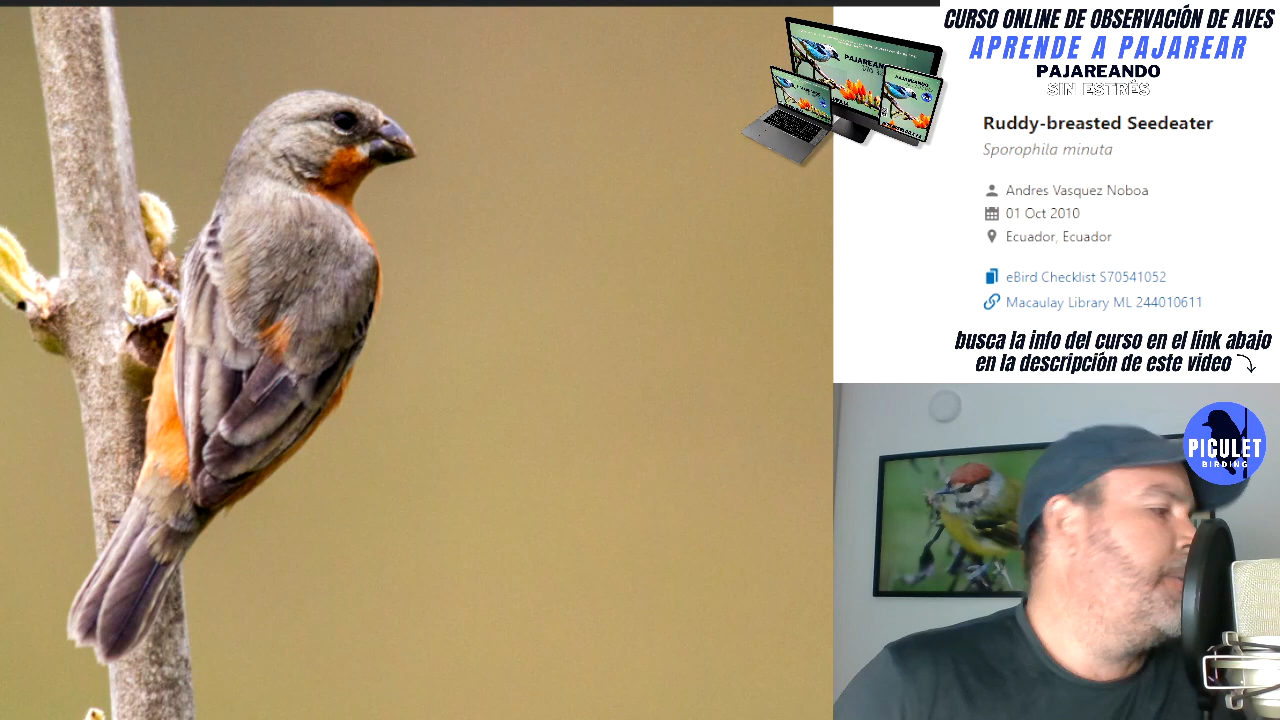 CURSO ONLINE DE OBSERVACIÓN DE AVES
APRENDE A PAJAREAR
PAJAREANDO
SIN ESTRÉS
Ruddy-breasted Seedeater
Sporophila minuta
Andres Vasquez Noboa
01 Oct 2010
Ecuador, Ecuador
eBird Checklist S70541052
Macaulay Library ML 244010611
busca la info del curso en el link abajo
en la descripción de este video
PICULET
BIRDING